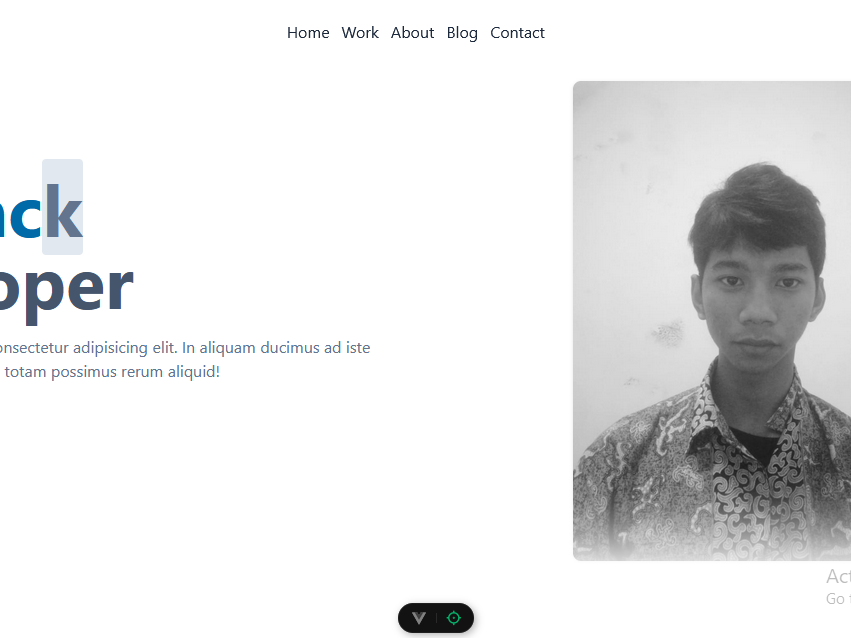 Home Work About Blog Contact
ck
oper
onsectetur adipisicing elit. In aliquam ducimus ad iste
totam possimus rerum aliquid!
Act
Go